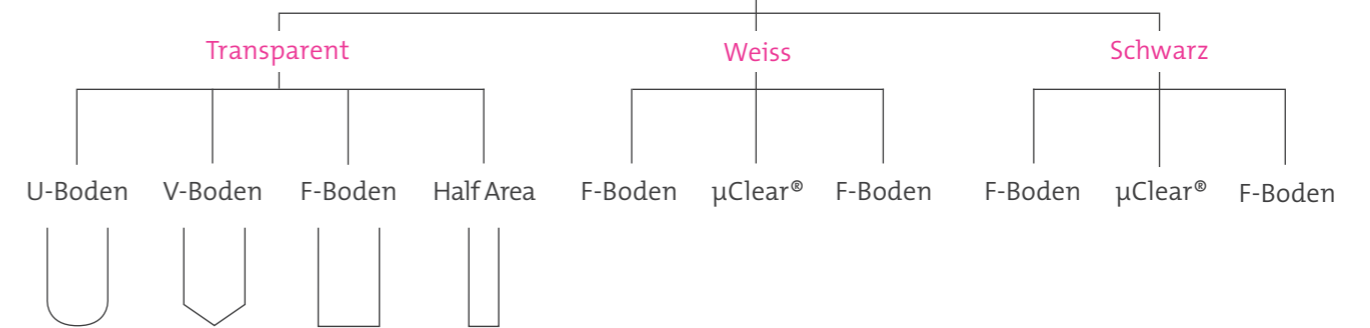 Transparent Weiss Schwarz
U-Boden V-Boden F-Boden Half Area F-Boden µClear® F-Boden F-Boden µClear® F-Boden